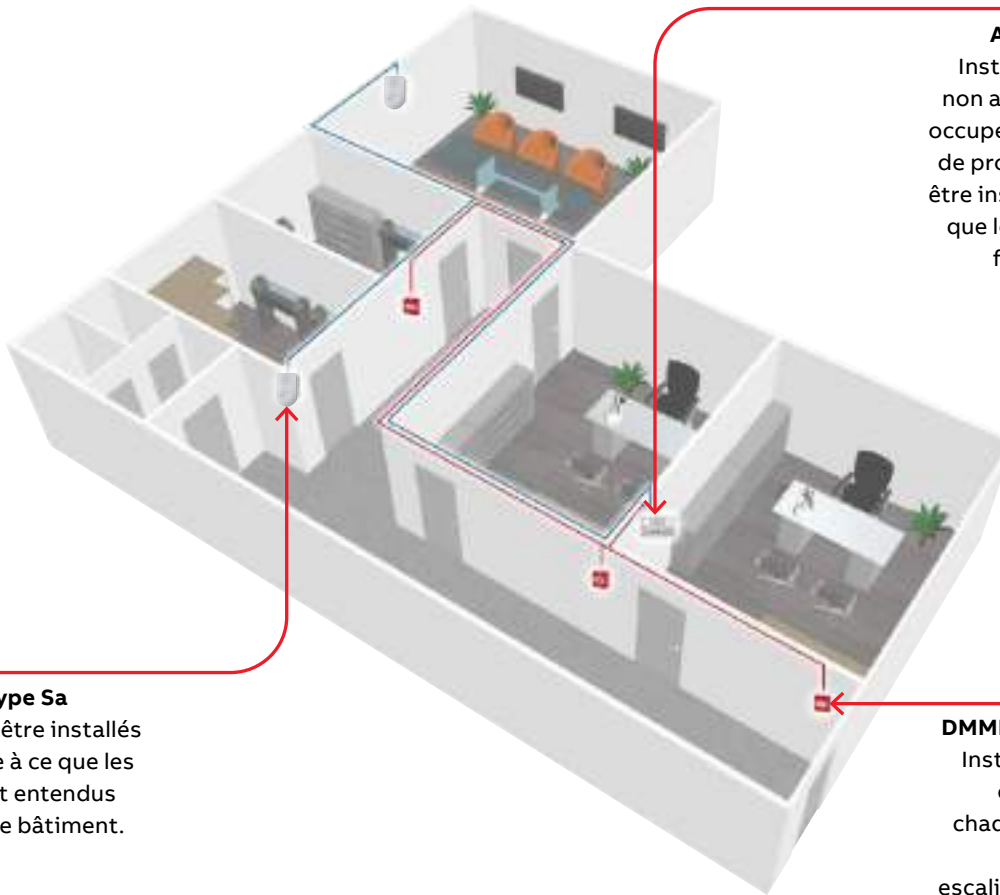 A
Inst
non a
occupe
de pro
être ins
que le
f
ype Sa
être installés
e à ce que les
t entendus
e bâtiment.
DMM
Inst
c
chac
escali